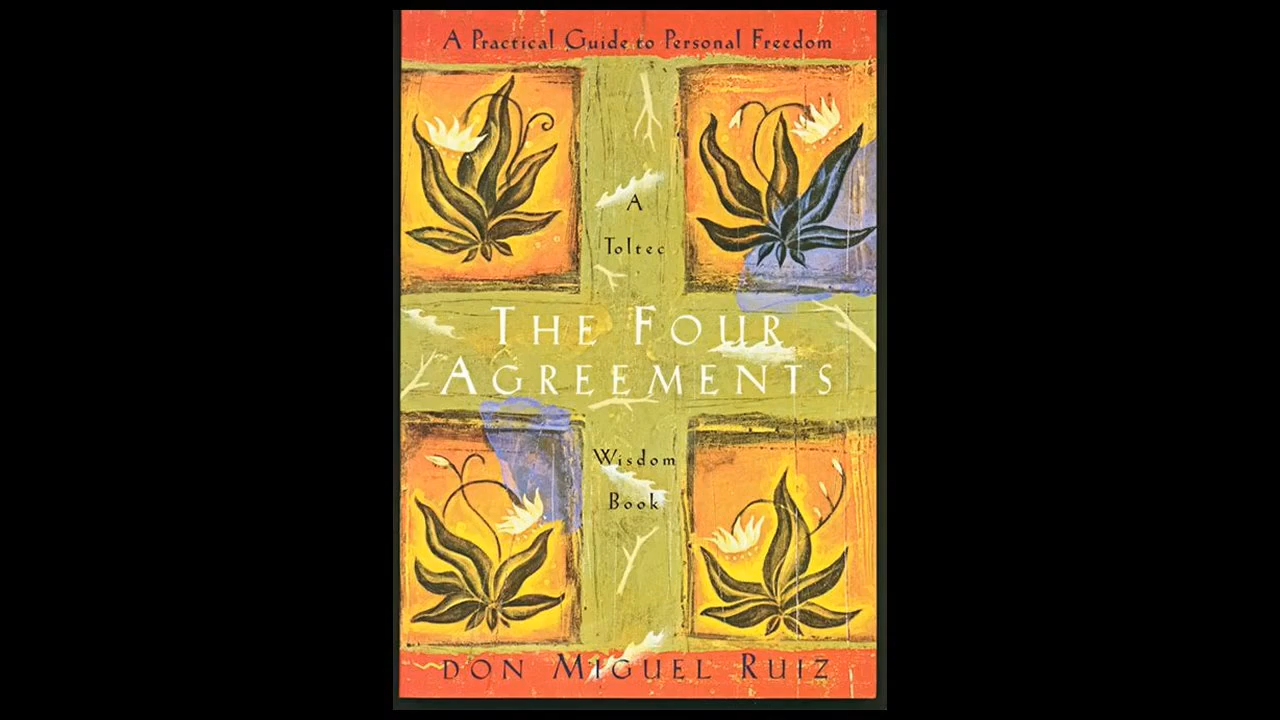 A Practical Guide to Personal Freedom
A
Toltec
THE FOUR
AGREEMENTS
Wisdom
Book
DON MIGUEL RUIZ